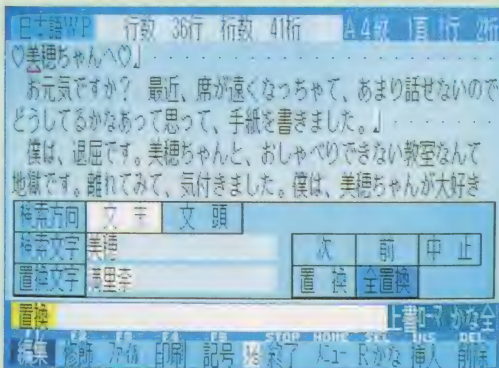 日本語WP 行数 36行 桁数 41桁 A4縦 1頁 1行 2桁
♡美穂ちゃんへ♡」
お元気ですか? 最近、席が遠くなっちゃて、あまり話せないので
どうしてるかなあって思って、手紙を書きました。」
僕は、退屈です。美穂ちゃんと、おしゃべりできない教室なんて
地獄です。離れてみて、気付きました。僕は、美穂ちゃんが大好き
検索方向 文末 文頭
検索文字 美穂 次 前 中止
置換文字 満里奈 置換 全置換
置換 上書ローマかな全
STOP HOME SEL INS DEL
編集 修飾 ファイル 印刷 記号 終了 メニュー Rかな 挿入 前詰